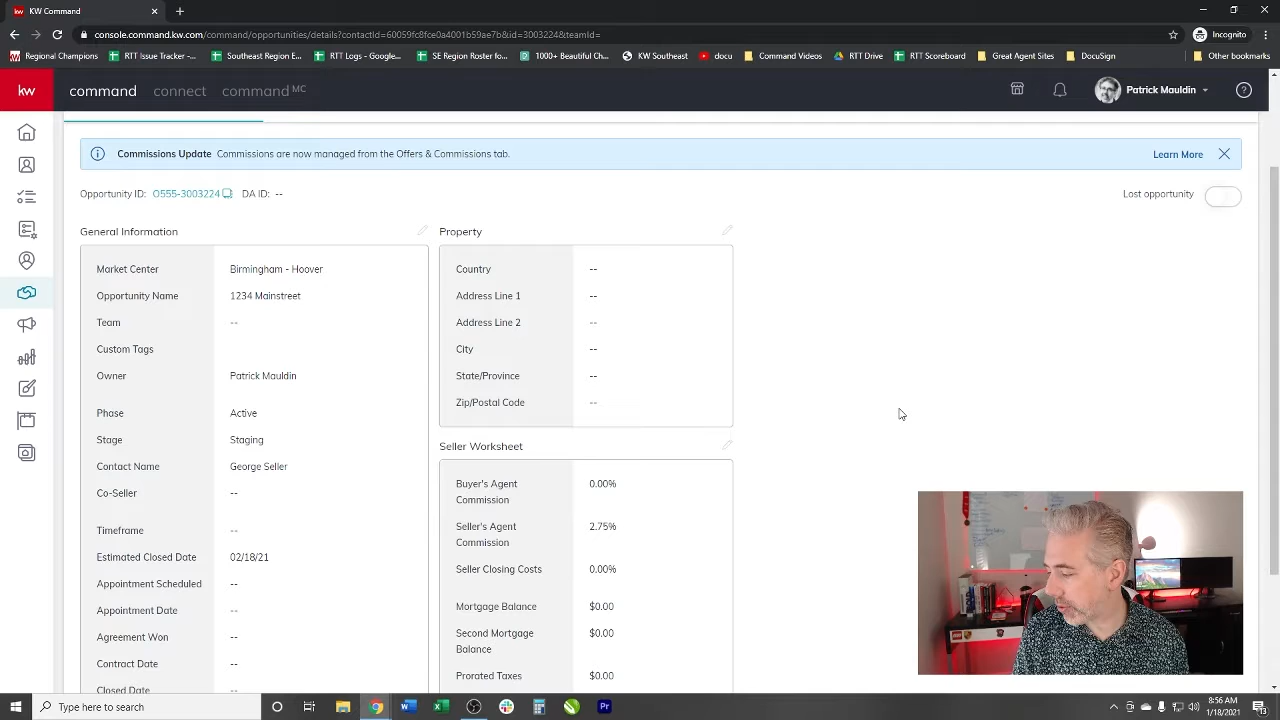 kw KW Command
console.command.kw.com/command/opportunities/details?contactId=60059fc8fce0a4001b59ae7b&id=3003224&teamId=
Incognito
Regional Champions
RTT Issue Tracker -...
Southeast Region E...
RTT Logs - Google...
SE Region Roster fo...
1000+ Beautiful Ch...
KW Southeast
docu
Command Videos
RTT Drive
RTT Scoreboard
Great Agent Sites
DocuSign
Other bookmarks
kw
command
connect
command MC
Patrick Mauldin
Commissions Update Commissions are now managed from the Offers & Commissions tab.
Learn More
Opportunity ID: O555-3003224 DA ID: --
Lost opportunity
General Information
Market Center Birmingham - Hoover
Opportunity Name 1234 Mainstreet
Team --
Custom Tags
Owner Patrick Mauldin
Phase Active
Stage Staging
Contact Name George Seller
Co-Seller --
Timeframe --
Estimated Closed Date 02/18/21
Appointment Scheduled --
Appointment Date --
Agreement Won --
Contract Date --
Closed Date --
Property
Country --
Address Line 1 --
Address Line 2 --
City --
State/Province --
Zip/Postal Code --
Seller Worksheet
Buyer's Agent 0.00%
Commission
Seller's Agent 2.75%
Commission
Seller Closing Costs 0.00%
Mortgage Balance $0.00
Second Mortgage $0.00
Balance
Prorated Taxes $0.00
Type here to search
8:56 AM
1/18/2021